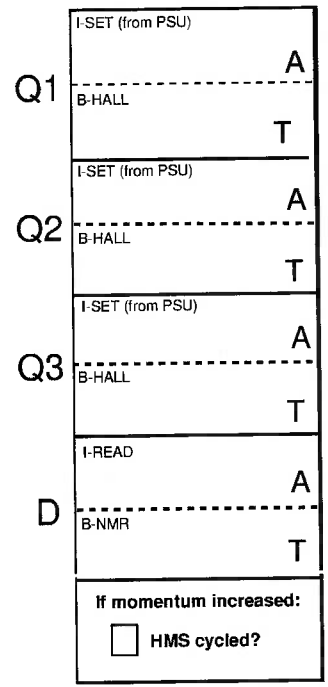 I-SET (from PSU)
A
Q1
B-HALL
T
I-SET (from PSU)
A
Q2
B-HALL
T
I-SET (from PSU)
A
Q3
B-HALL
T
I-READ
A
D
B-NMR
T
If momentum increased:
HMS cycled?